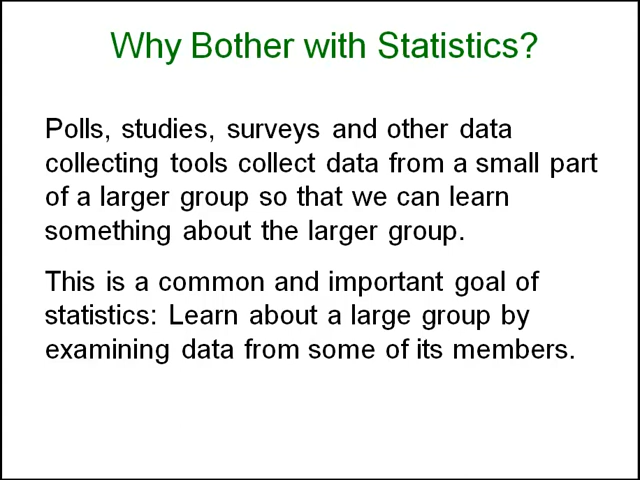 Why Bother with Statistics?
Polls, studies, surveys and other data
collecting tools collect data from a small part
of a larger group so that we can learn
something about the larger group.
This is a common and important goal of
statistics: Learn about a large group by
examining data from some of its members.